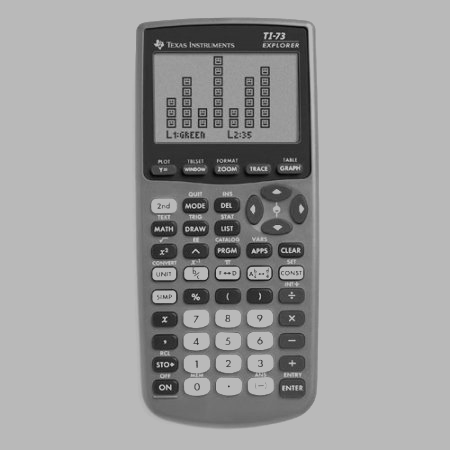 TEXAS INSTRUMENTS TI-73
EXPLORER
L1:GREEN L2:35
PLOT TBLSET FORMAT TABLE
Y= WINDOW ZOOM TRACE GRAPH
QUIT INS
2nd MODE DEL
TEXT TRIG STAT
MATH DRAW LIST
√ EE CATALOG VARS
x² ^ PRGM APPS CLEAR
CONVERT X⁻¹ π SET
UNIT b/c F↔D CONST
INT÷
SIMP % ( ) ÷
x 7 8 9 ×
, 4 5 6 −
RCL
STO▸ 1 2 3 +
OFF MEM ANS ENTRY
ON 0 . (−) ENTER